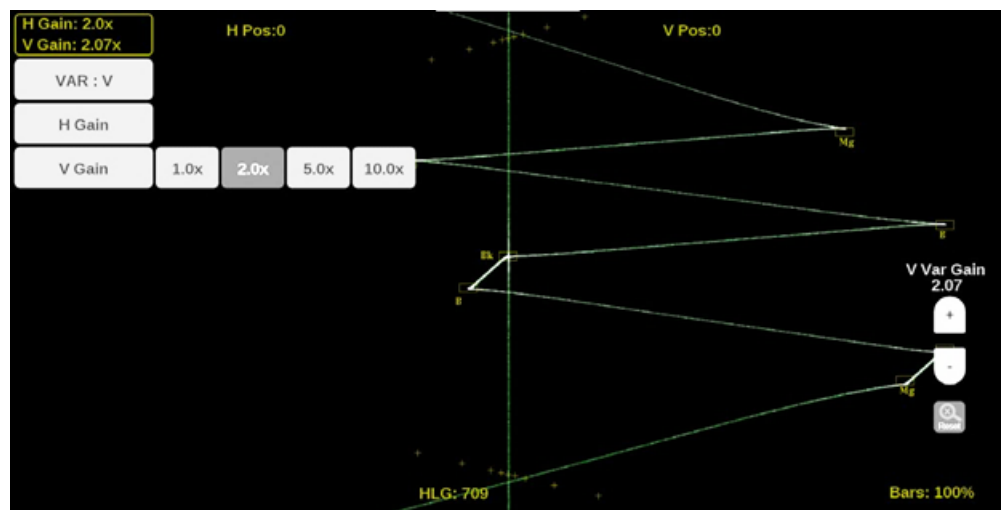 H Gain: 2.0x
V Gain: 2.07x
H Pos:0
V Pos:0
VAR : V
H Gain
V Gain
1.0x
2.0x
5.0x
10.0x
Mg
B
Bk
B
V Var Gain
2.07
+
-
Mg
Reset
HLG: 709
Bars: 100%